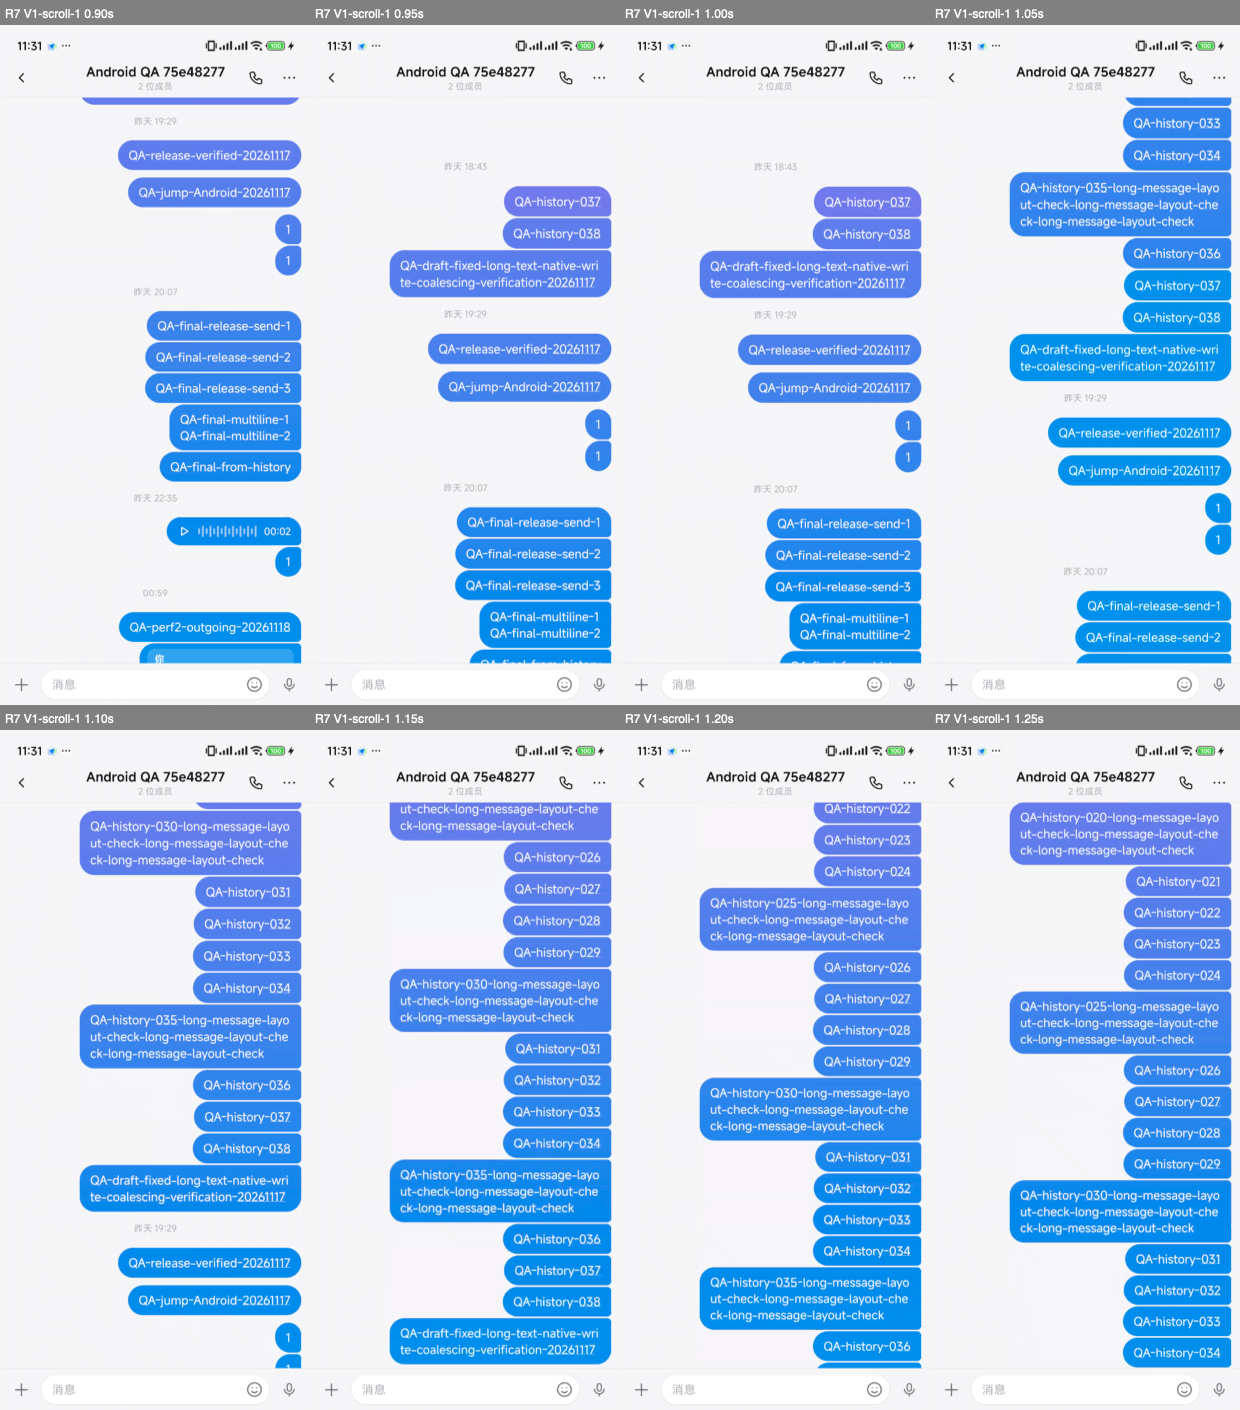 R7 V1-scroll-1 0.90s
11:31
100
Android QA 75e48277
2 位成员
昨天 19:29
QA-release-verified-20261117
QA-jump-Android-20261117
1
1
昨天 20:07
QA-final-release-send-1
QA-final-release-send-2
QA-final-release-send-3
QA-final-multiline-1
QA-final-multiline-2
QA-final-from-history
昨天 22:35
00:02
1
00:59
QA-perf2-outgoing-20261118
你
消息
R7 V1-scroll-1 0.95s
11:31
100
Android QA 75e48277
2 位成员
昨天 18:43
QA-history-037
QA-history-038
QA-draft-fixed-long-text-native-wri
te-coalescing-verification-20261117
昨天 19:29
QA-release-verified-20261117
QA-jump-Android-20261117
1
1
昨天 20:07
QA-final-release-send-1
QA-final-release-send-2
QA-final-release-send-3
QA-final-multiline-1
QA-final-multiline-2
QA-final-from-history
消息
R7 V1-scroll-1 1.00s
11:31
100
Android QA 75e48277
2 位成员
昨天 18:43
QA-history-037
QA-history-038
QA-draft-fixed-long-text-native-wri
te-coalescing-verification-20261117
昨天 19:29
QA-release-verified-20261117
QA-jump-Android-20261117
1
1
昨天 20:07
QA-final-release-send-1
QA-final-release-send-2
QA-final-release-send-3
QA-final-multiline-1
QA-final-multiline-2
消息
R7 V1-scroll-1 1.05s
11:31
100
Android QA 75e48277
2 位成员
QA-history-033
QA-history-034
QA-history-035-long-message-layo
ut-check-long-message-layout-che
ck-long-message-layout-check
QA-history-036
QA-history-037
QA-history-038
QA-draft-fixed-long-text-native-wri
te-coalescing-verification-20261117
昨天 19:29
QA-release-verified-20261117
QA-jump-Android-20261117
1
1
昨天 20:07
QA-final-release-send-1
QA-final-release-send-2
消息
R7 V1-scroll-1 1.10s
11:31
100
Android QA 75e48277
2 位成员
QA-history-030-long-message-layo
ut-check-long-message-layout-che
ck-long-message-layout-check
QA-history-031
QA-history-032
QA-history-033
QA-history-034
QA-history-035-long-message-layo
ut-check-long-message-layout-che
ck-long-message-layout-check
QA-history-036
QA-history-037
QA-history-038
QA-draft-fixed-long-text-native-wri
te-coalescing-verification-20261117
昨天 19:29
QA-release-verified-20261117
QA-jump-Android-20261117
1
1
消息
R7 V1-scroll-1 1.15s
11:31
100
Android QA 75e48277
2 位成员
ut-check-long-message-layout-che
ck-long-message-layout-check
QA-history-026
QA-history-027
QA-history-028
QA-history-029
QA-history-030-long-message-layo
ut-check-long-message-layout-che
ck-long-message-layout-check
QA-history-031
QA-history-032
QA-history-033
QA-history-034
QA-history-035-long-message-layo
ut-check-long-message-layout-che
ck-long-message-layout-check
QA-history-036
QA-history-037
QA-history-038
QA-draft-fixed-long-text-native-wri
te-coalescing-verification-20261117
消息
R7 V1-scroll-1 1.20s
11:31
100
Android QA 75e48277
2 位成员
QA-history-022
QA-history-023
QA-history-024
QA-history-025-long-message-layo
ut-check-long-message-layout-che
ck-long-message-layout-check
QA-history-026
QA-history-027
QA-history-028
QA-history-029
QA-history-030-long-message-layo
ut-check-long-message-layout-che
ck-long-message-layout-check
QA-history-031
QA-history-032
QA-history-033
QA-history-034
QA-history-035-long-message-layo
ut-check-long-message-layout-che
ck-long-message-layout-check
QA-history-036
消息
R7 V1-scroll-1 1.25s
11:31
100
Android QA 75e48277
2 位成员
QA-history-020-long-message-layo
ut-check-long-message-layout-che
ck-long-message-layout-check
QA-history-021
QA-history-022
QA-history-023
QA-history-024
QA-history-025-long-message-layo
ut-check-long-message-layout-che
ck-long-message-layout-check
QA-history-026
QA-history-027
QA-history-028
QA-history-029
QA-history-030-long-message-layo
ut-check-long-message-layout-che
ck-long-message-layout-check
QA-history-031
QA-history-032
QA-history-033
QA-history-034
消息